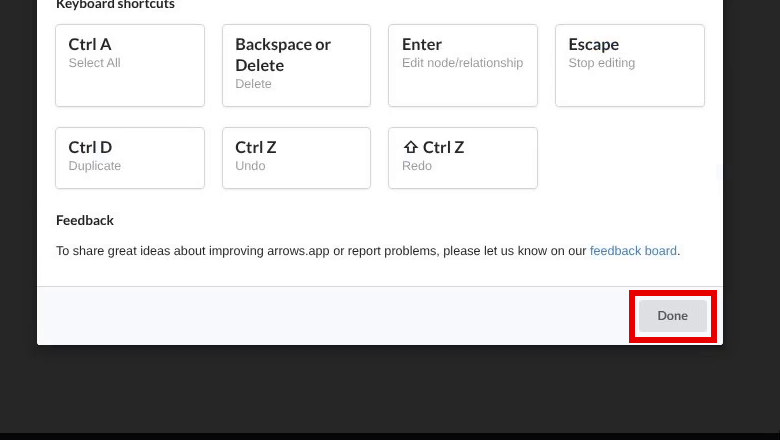 Keyboard shortcuts
Ctrl A
Select All
Backspace or
Delete
Delete
Enter
Edit node/relationship
Escape
Stop editing
Ctrl D
Duplicate
Ctrl Z
Undo
⇧ Ctrl Z
Redo
Feedback
To share great ideas about improving arrows.app or report problems, please let us know on our feedback board.
Done